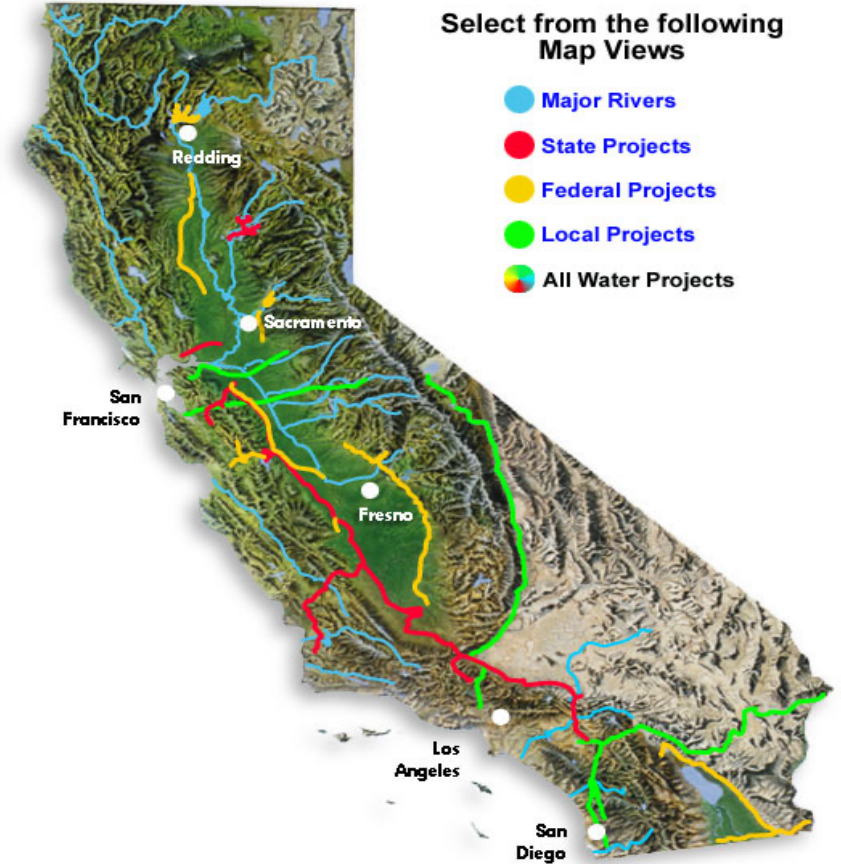 Select from the following
Map Views
Major Rivers
State Projects
Federal Projects
Local Projects
All Water Projects
Redding
Sacramento
San
Francisco
Fresno
Los
Angeles
San
Diego